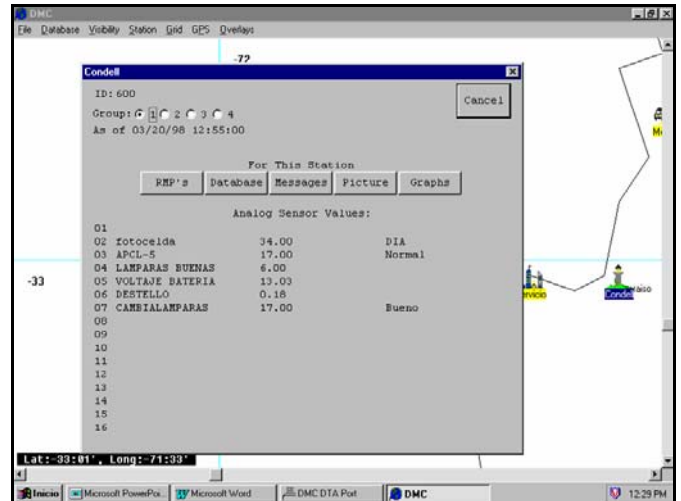 DMC
File Database Visibility Station Grid GPS Overlays
-72
Condell
ID:600
Cancel
Group: 1 2 3 4
As of 03/20/98 12:55:00
For This Station
RMP's Database Messages Picture Graphs
Analog Sensor Values:
01
02 fotocelda 34.00 DIA
03 APCL-5 17.00 Normal
04 LAMPARAS BUENAS 6.00
05 VOLTAJE BATERIA 13.03
06 DESTELLO 0.18
07 CAMBIALAMPARAS 17.00 Bueno
08
09
10
11
12
13
14
15
16
-33
Condell
Lat:-33:01', Long:-71:33'
Inicio Microsoft PowerPoi... Microsoft Word DMC DTA Port DMC 12:29 PM